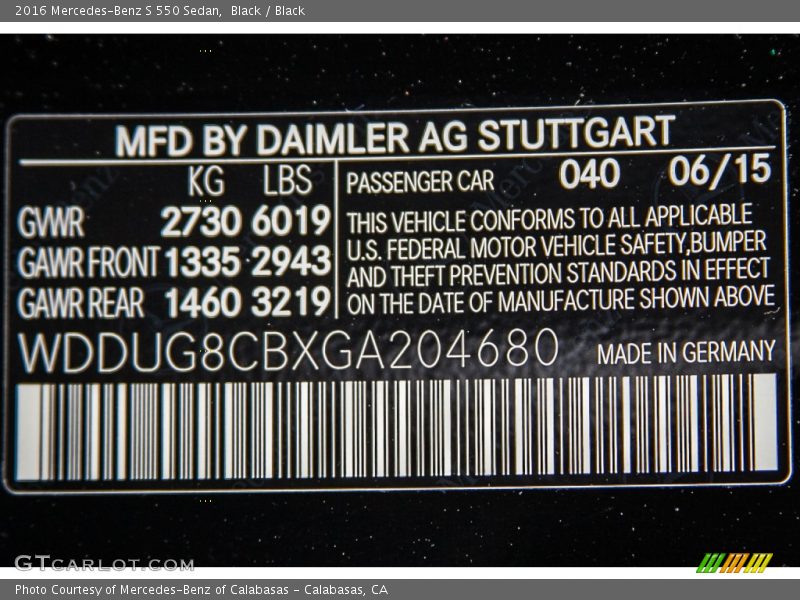 2016 Mercedes-Benz S 550 Sedan, Black / Black
MFD BY DAIMLER AG STUTTGART
KG LBS
GVWR 2730 6019
GAWR FRONT 1335 2943
GAWR REAR 1460 3219
PASSENGER CAR 040 06/15
THIS VEHICLE CONFORMS TO ALL APPLICABLE
U.S. FEDERAL MOTOR VEHICLE SAFETY,BUMPER
AND THEFT PREVENTION STANDARDS IN EFFECT
ON THE DATE OF MANUFACTURE SHOWN ABOVE
WDDUG8CBXGA204680 MADE IN GERMANY
GTCARLOT.COM
Photo Courtesy of Mercedes-Benz of Calabasas - Calabasas, CA